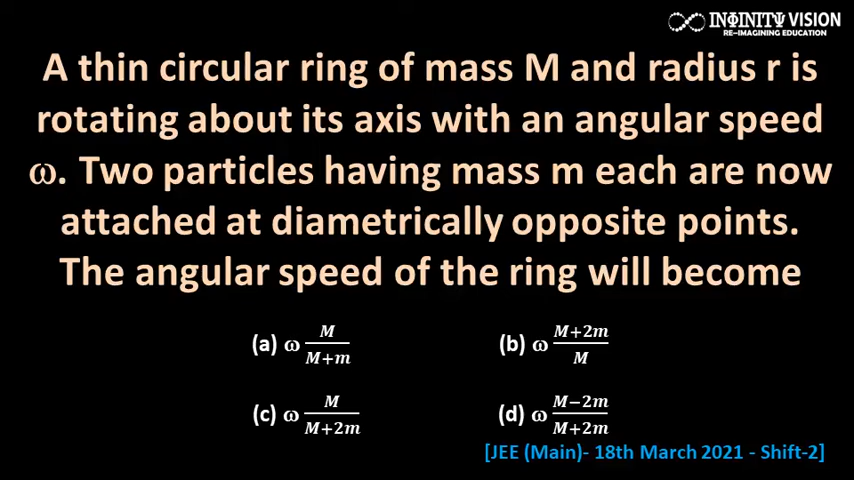 INФINITΨ VISION
RE-IMAGINING EDUCATION
A thin circular ring of mass M and radius r is
rotating about its axis with an angular speed
ω. Two particles having mass m each are now
attached at diametrically opposite points.
The angular speed of the ring will become
(a) ω M/(M+m) (b) ω (M+2m)/M
(c) ω M/(M+2m) (d) ω (M−2m)/(M+2m)
[JEE (Main)- 18th March 2021 - Shift-2]